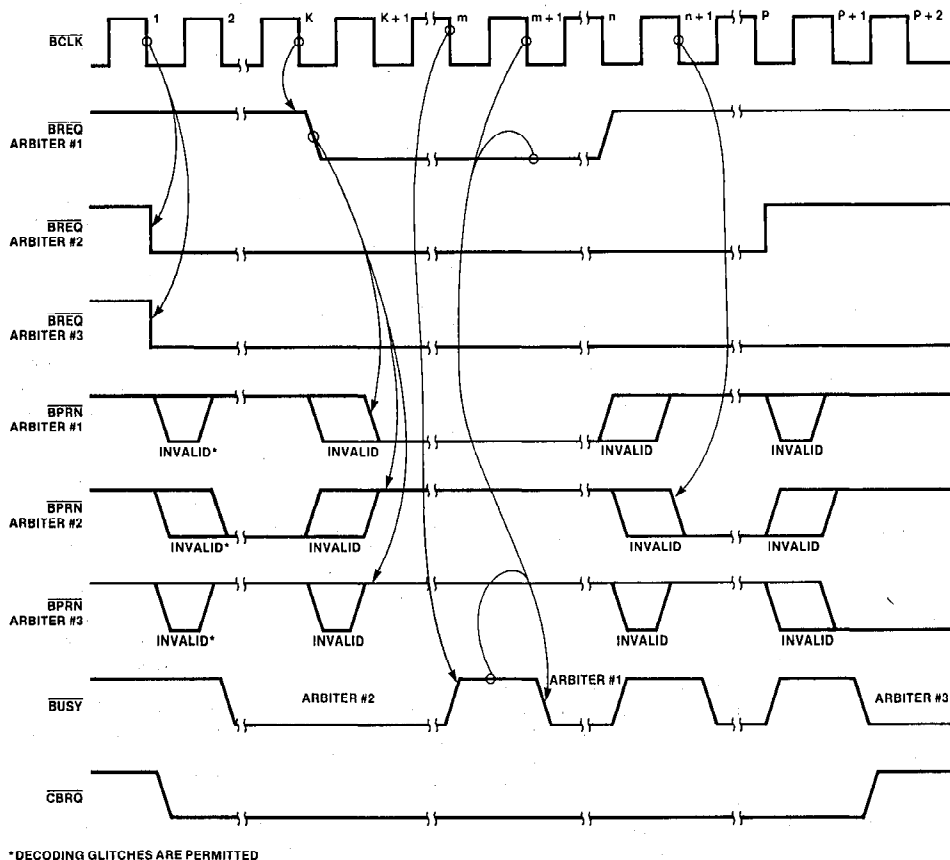 1 2 K K+1 m m+1 n n+1 P P+1 P+2
BCLK
BREQ
ARBITER #1
BREQ
ARBITER #2
BREQ
ARBITER #3
BPRN
ARBITER #1
INVALID* INVALID INVALID INVALID
BPRN
ARBITER #2
INVALID* INVALID INVALID INVALID
BPRN
ARBITER #3
INVALID* INVALID INVALID INVALID
BUSY
ARBITER #2 ARBITER #1 ARBITER #3
CBRQ
*DECODING GLITCHES ARE PERMITTED